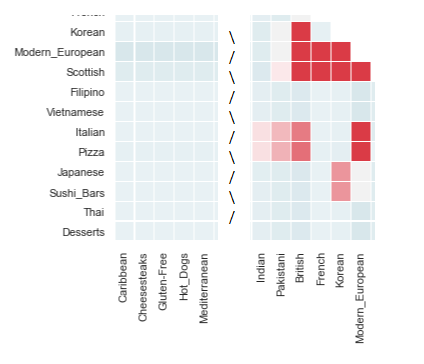 Korean
Modern_European
Scottish
Filipino
Vietnamese
Italian
Pizza
Japanese
Sushi_Bars
Thai
Desserts
Caribbean
Cheesesteaks
Gluten-Free
Hot_Dogs
Mediterranean
Indian
Pakistani
British
French
Korean
Modern_European